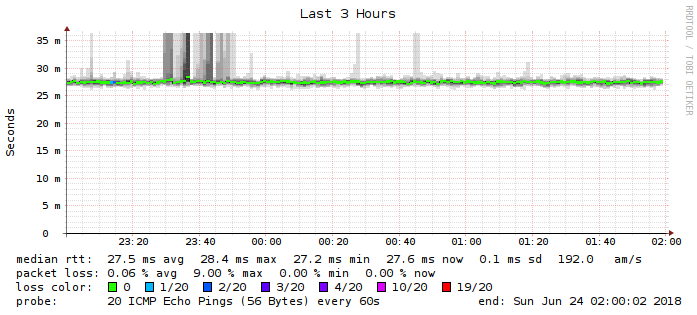 Last 3 Hours
RRDTOOL / TOBI OETIKER
Seconds
35 m
30 m
25 m
20 m
15 m
10 m
5 m
0
23:20 23:40 00:00 00:20 00:40 01:00 01:20 01:40 02:00
median rtt: 27.5 ms avg 28.4 ms max 27.2 ms min 27.6 ms now 0.1 ms sd 192.0 am/s
packet loss: 0.06 % avg 9.00 % max 0.00 % min 0.00 % now
loss color: 0 1/20 2/20 3/20 4/20 10/20 19/20
probe: 20 ICMP Echo Pings (56 Bytes) every 60s end: Sun Jun 24 02:00:02 2018